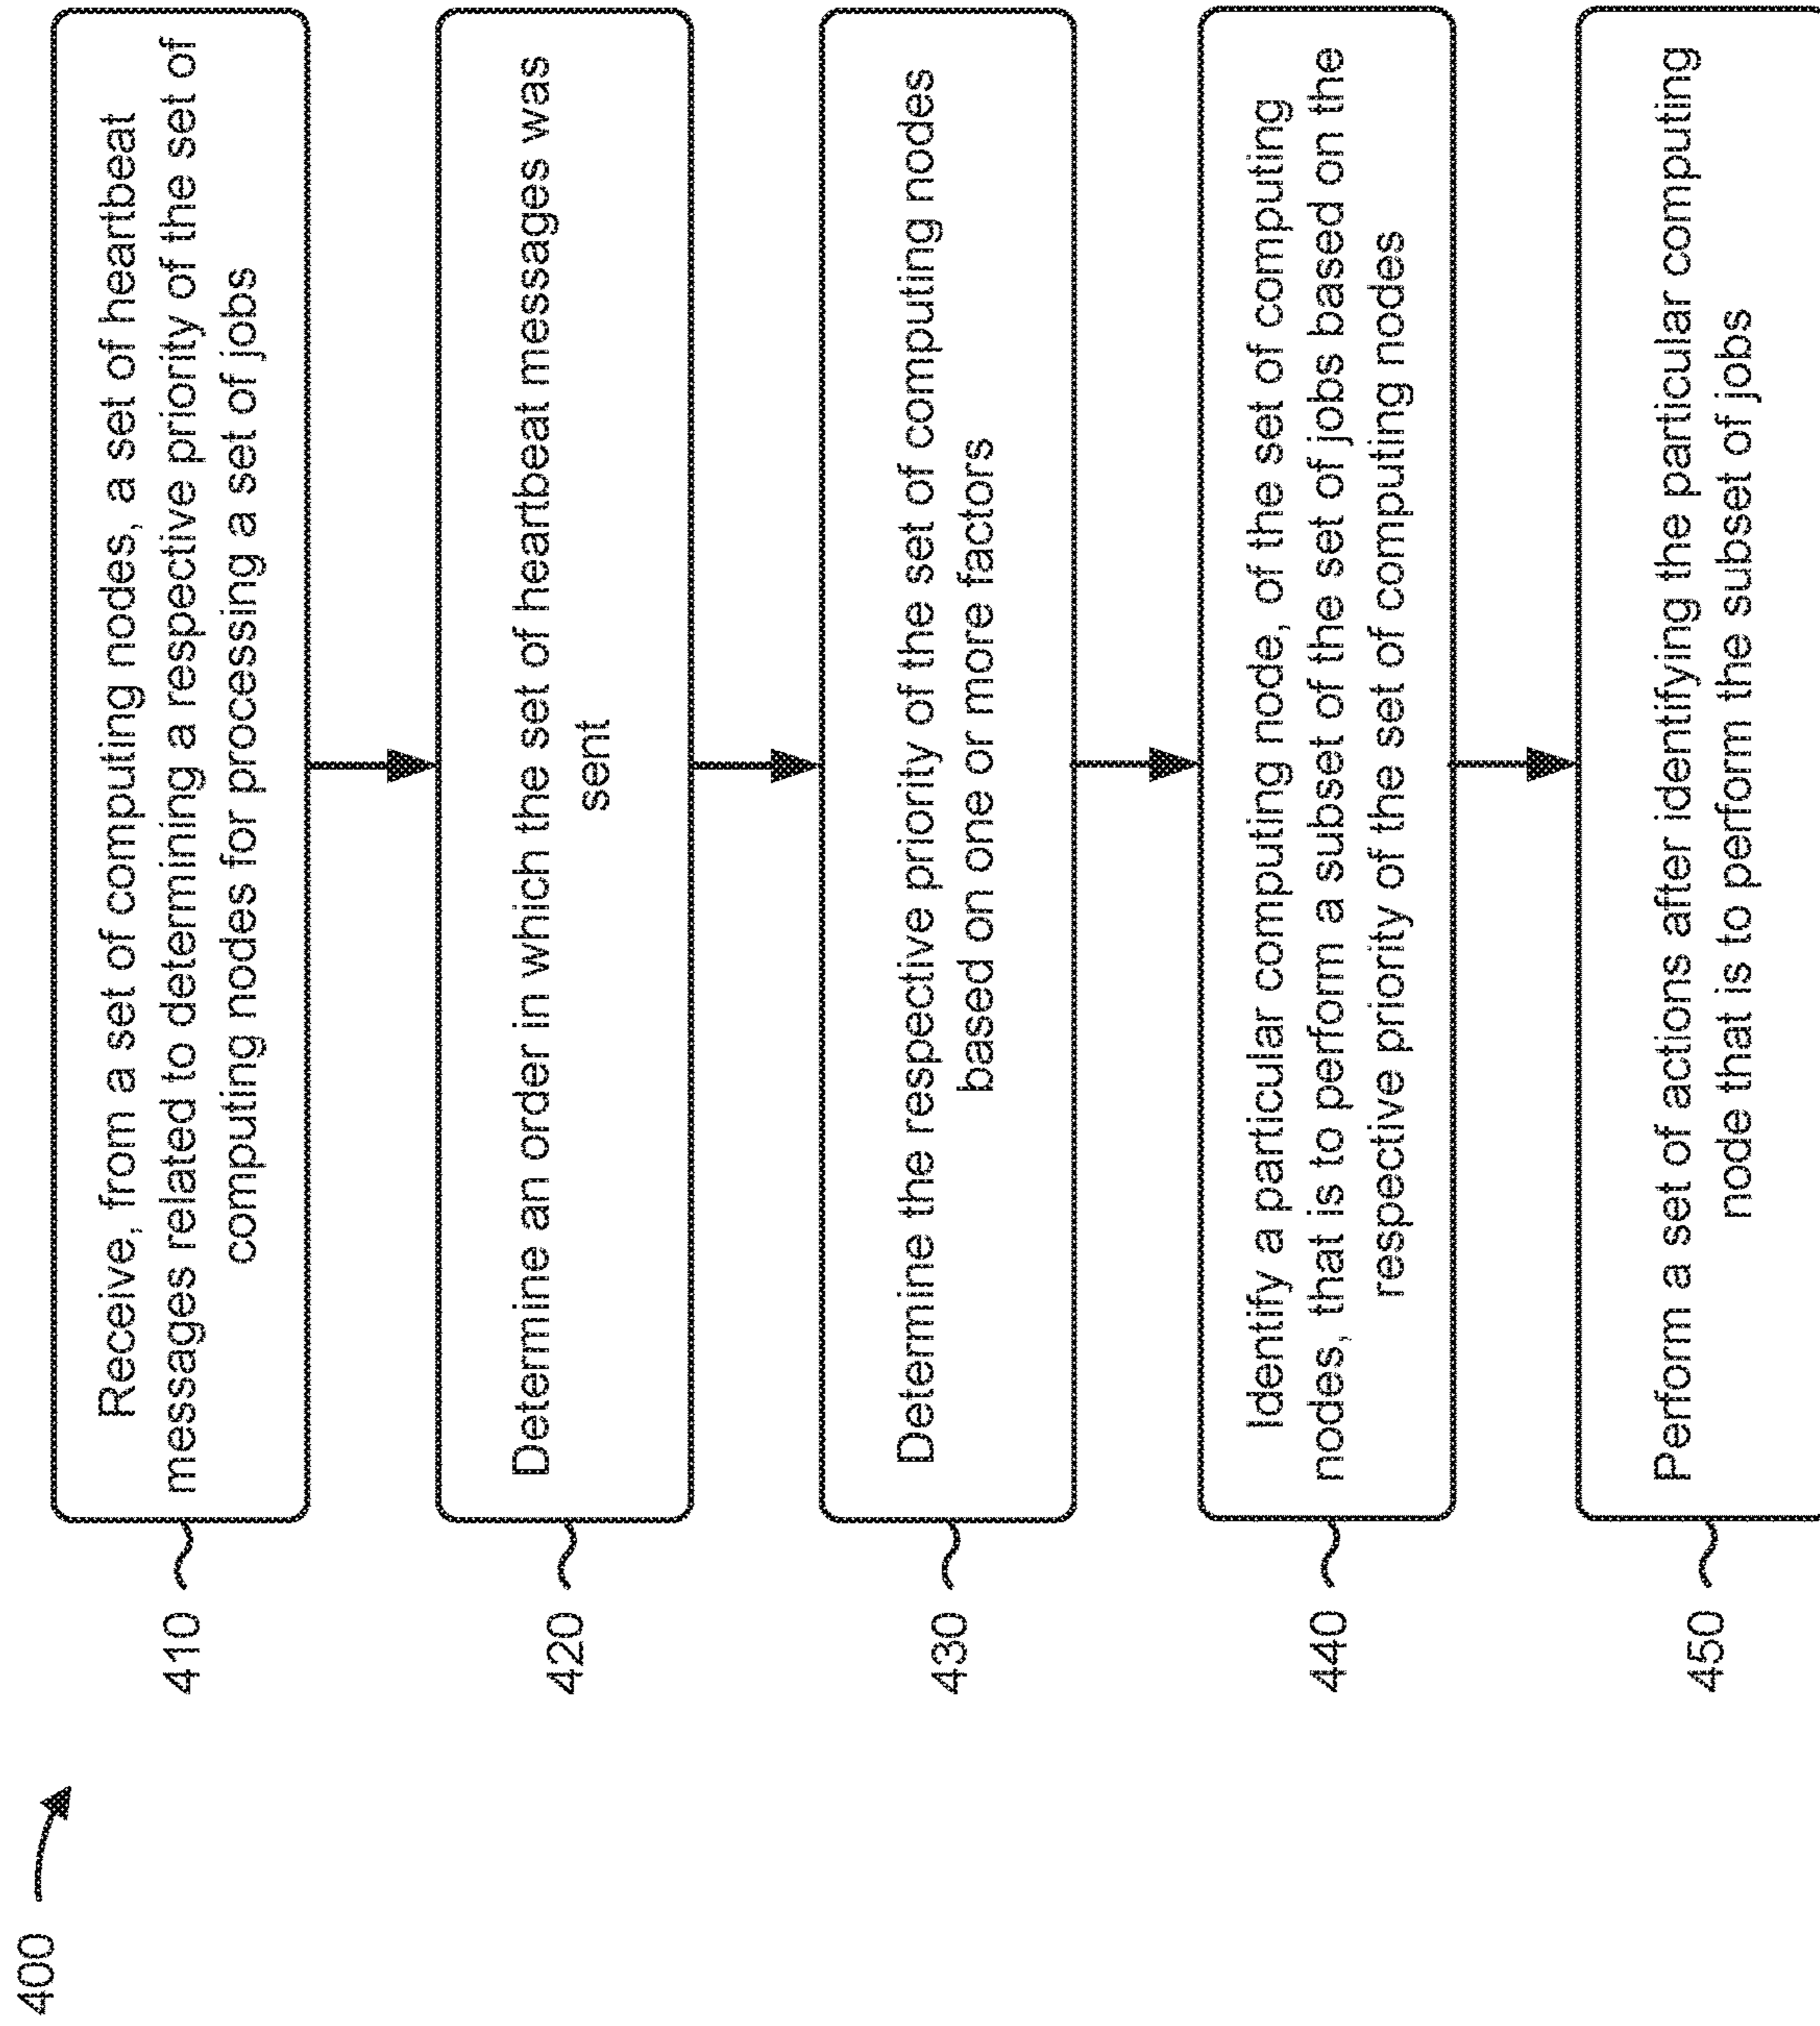 400
410
Receive, from a set of computing nodes, a set of heartbeat
messages related to determining a respective priority of the set of
computing nodes for processing a set of jobs
420
Determine an order in which the set of heartbeat messages was
sent
430
Determine the respective priority of the set of computing nodes
based on one or more factors
440
Identify a particular computing node, of the set of computing
nodes, that is to perform a subset of the set of jobs based on the
respective priority of the set of computing nodes
450
Perform a set of actions after identifying the particular computing
node that is to perform the subset of jobs